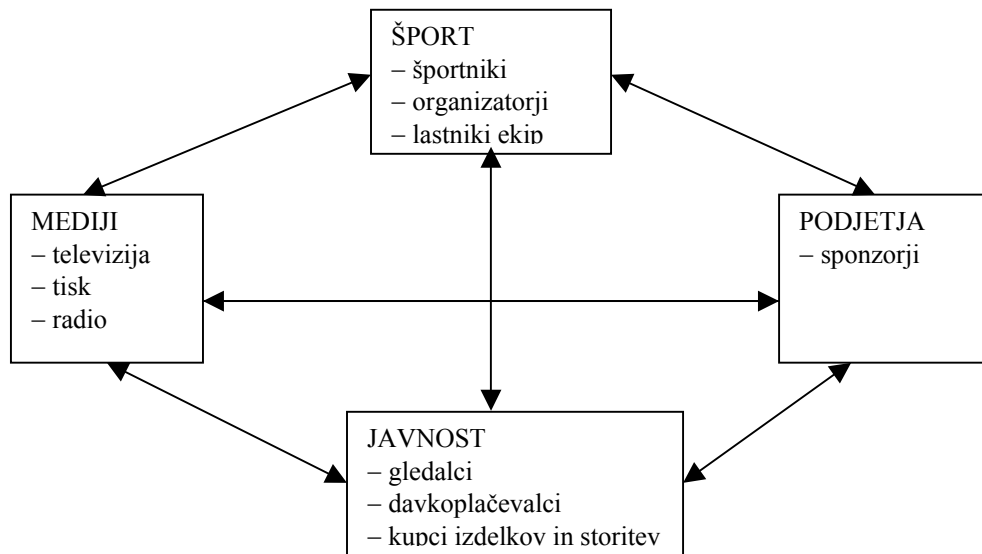 ŠPORT
– športniki
– organizatorji
– lastniki ekip
MEDIJI
– televizija
– tisk
– radio
PODJETJA
– sponzorji
JAVNOST
– gledalci
– davkoplačevalci
– kupci izdelkov in storitev